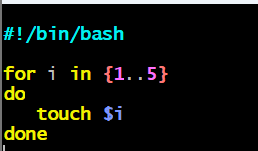 #!/bin/bash
for i in {1..5}
do
   touch $i
done